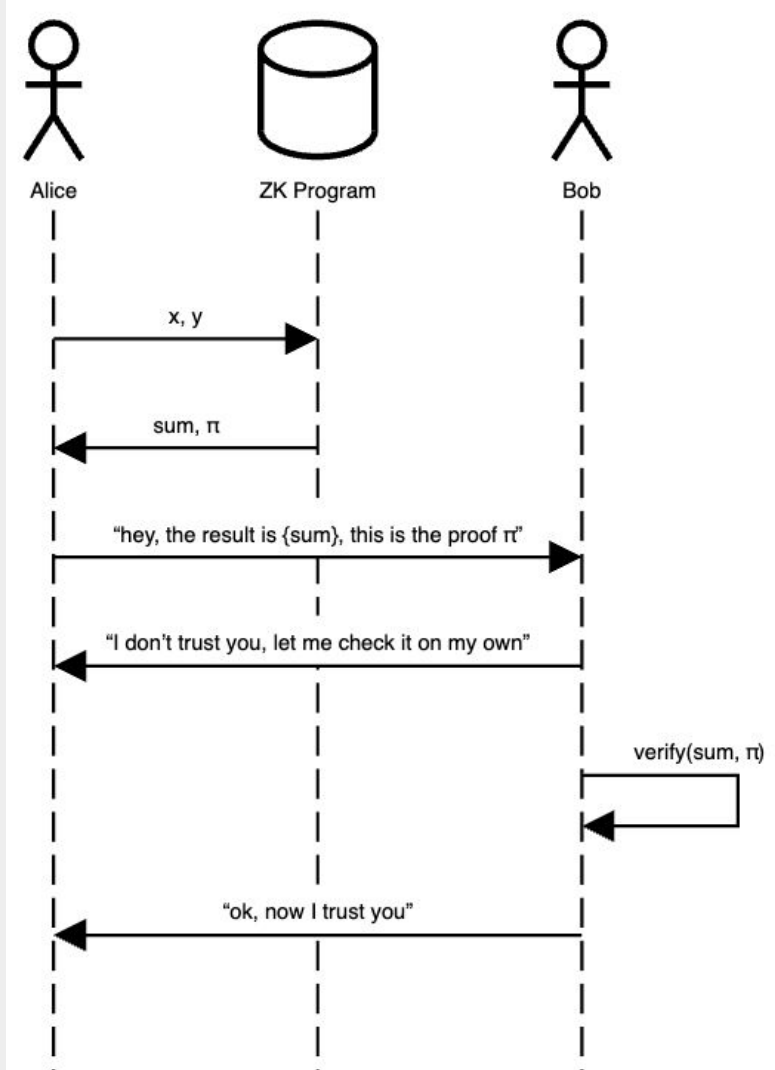 Alice
ZK Program
Bob
x, y
sum, π
“hey, the result is {sum}, this is the proof π”
“I don’t trust you, let me check it on my own”
verify(sum, π)
“ok, now I trust you”